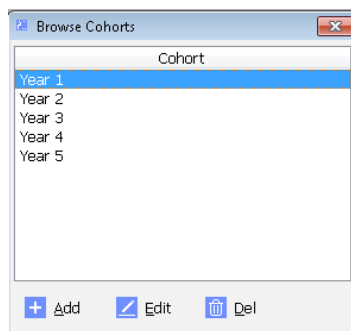 Browse Cohorts
Cohort
Year 1
Year 2
Year 3
Year 4
Year 5
Add Edit Del